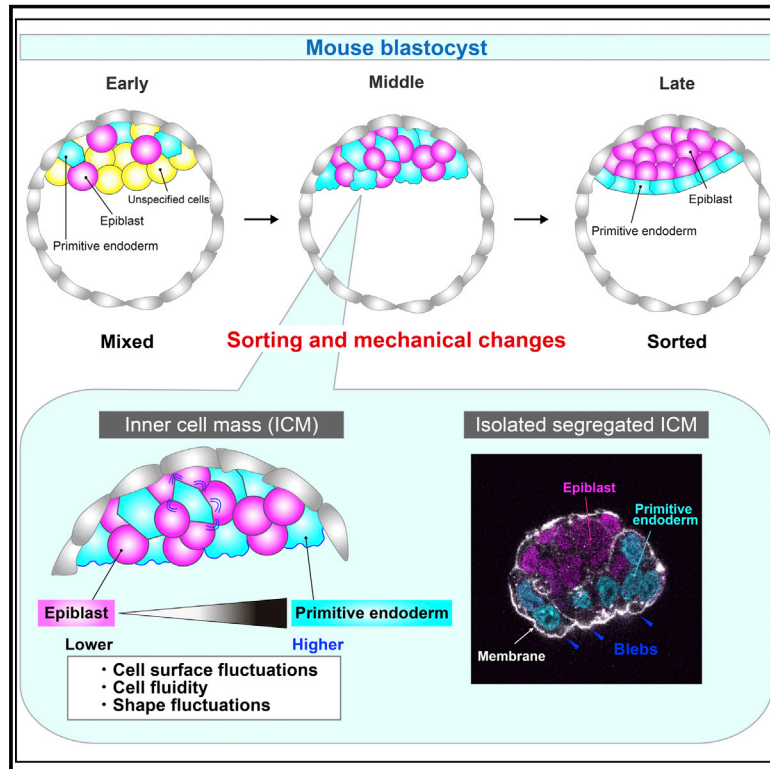 Mouse blastocyst
Early
Middle
Late
Unspecified cells
Epiblast
Primitive endoderm
Epiblast
Primitive endoderm
Mixed
Sorting and mechanical changes
Sorted
Inner cell mass (ICM)
Isolated segregated ICM
Epiblast
Primitive endoderm
Membrane
Blebs
Epiblast
Primitive endoderm
Lower
Higher
・Cell surface fluctuations
・Cell fluidity
・Shape fluctuations